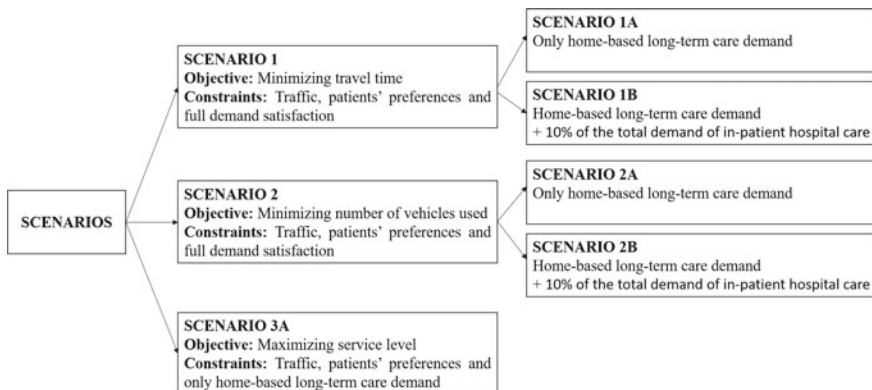 SCENARIOS
SCENARIO 1
Objective: Minimizing travel time
Constraints: Traffic, patients' preferences and
full demand satisfaction
SCENARIO 1A
Only home-based long-term care demand
SCENARIO 1B
Home-based long-term care demand
+ 10% of the total demand of in-patient hospital care
SCENARIO 2
Objective: Minimizing number of vehicles used
Constraints: Traffic, patients' preferences and
full demand satisfaction
SCENARIO 2A
Only home-based long-term care demand
SCENARIO 2B
Home-based long-term care demand
+ 10% of the total demand of in-patient hospital care
SCENARIO 3A
Objective: Maximizing service level
Constraints: Traffic, patients' preferences and
only home-based long-term care demand